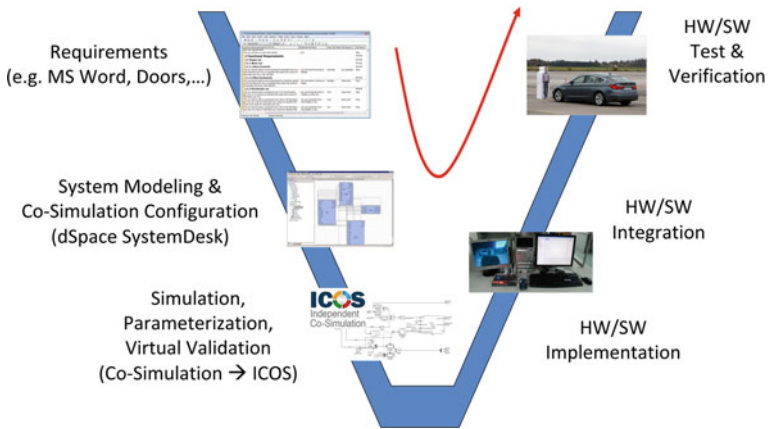 Requirements
(e.g. MS Word, Doors,...)
System Modeling &
Co-Simulation Configuration
(dSpace SystemDesk)
Simulation,
Parameterization,
Virtual Validation
(Co-Simulation → ICOS)
ICOS
Independent
Co-Simulation
HW/SW
Test &
Verification
HW/SW
Integration
HW/SW
Implementation